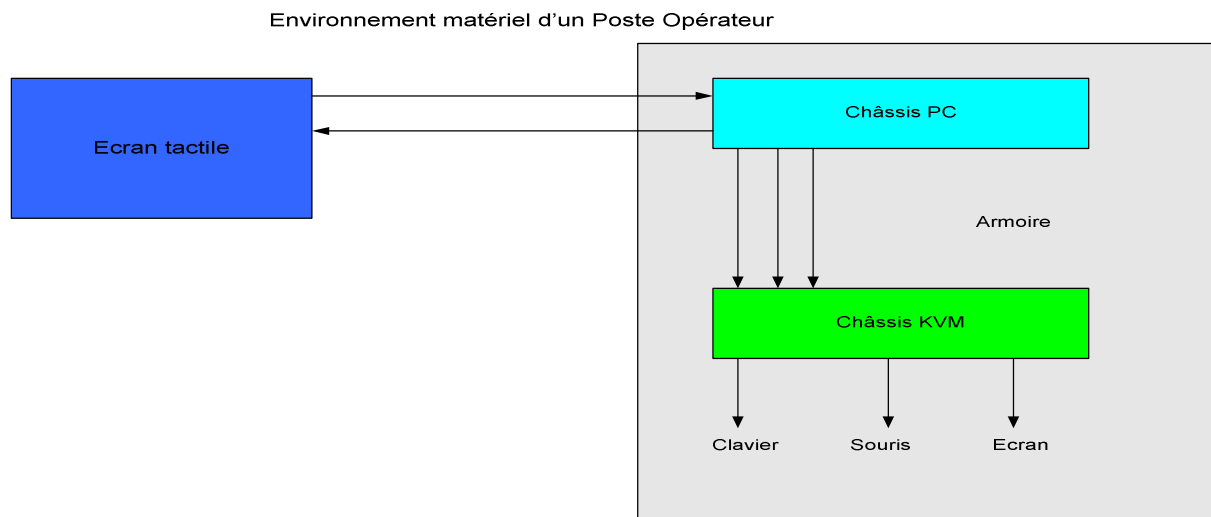 Environnement matériel d’un Poste Opérateur
Ecran tactile
Châssis PC
Armoire
Châssis KVM
Clavier
Souris
Ecran